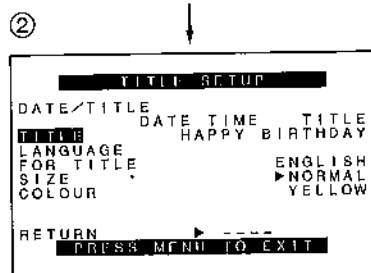 ②
TITLE SETUP
DATE/TITLE
DATE TIME TITLE
TITLE HAPPY BIRTHDAY
LANGUAGE
FOR TITLE ENGLISH
SIZE ▶NORMAL
COLOUR YELLOW
RETURN ▶ ----
PRESS MENU TO EXIT